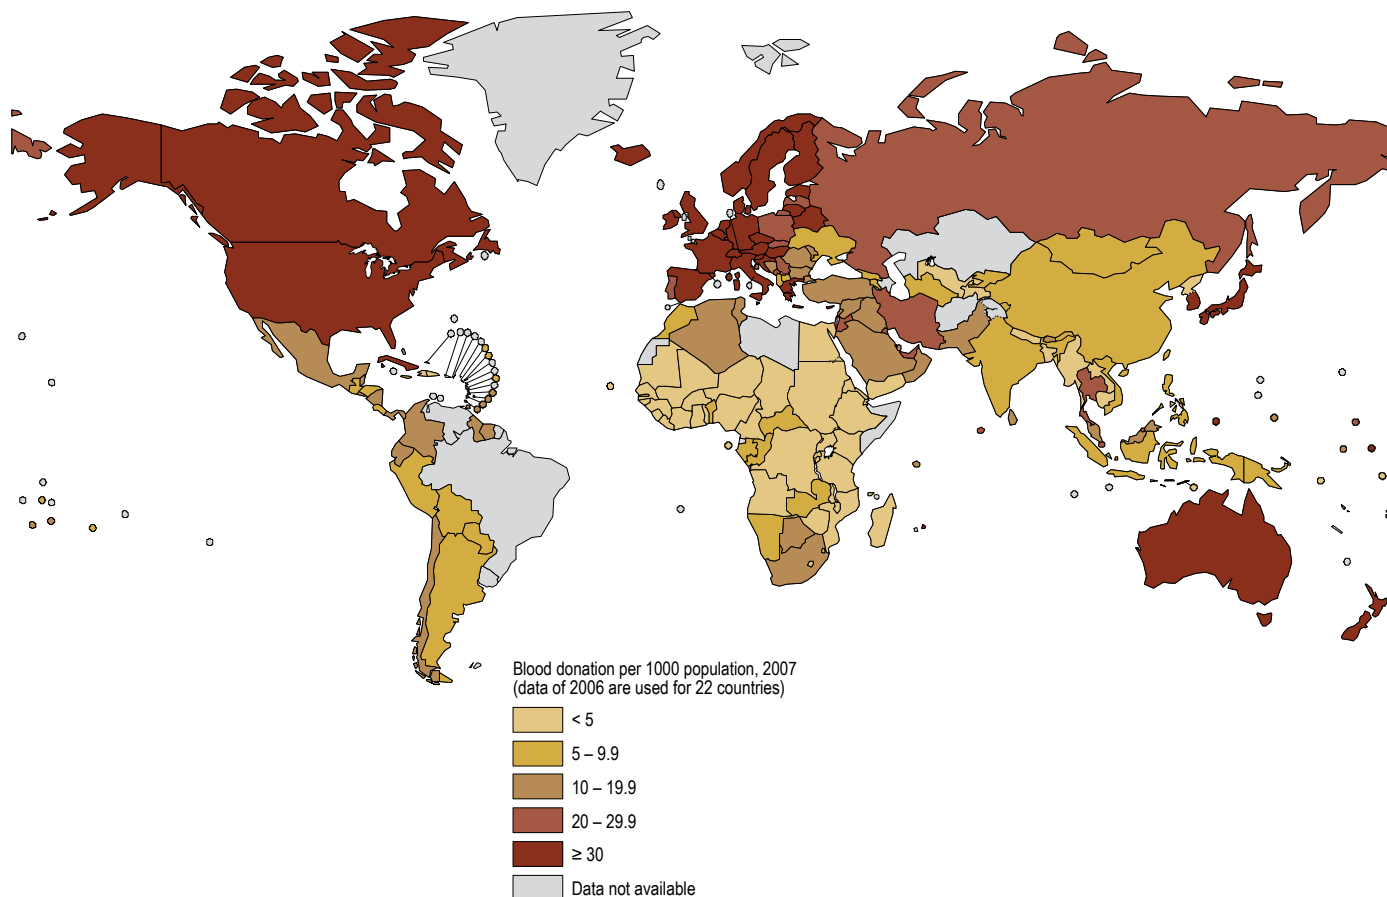 Blood donation per 1000 population, 2007
(data of 2006 are used for 22 countries)
< 5
5 – 9.9
10 – 19.9
20 – 29.9
≥ 30
Data not available